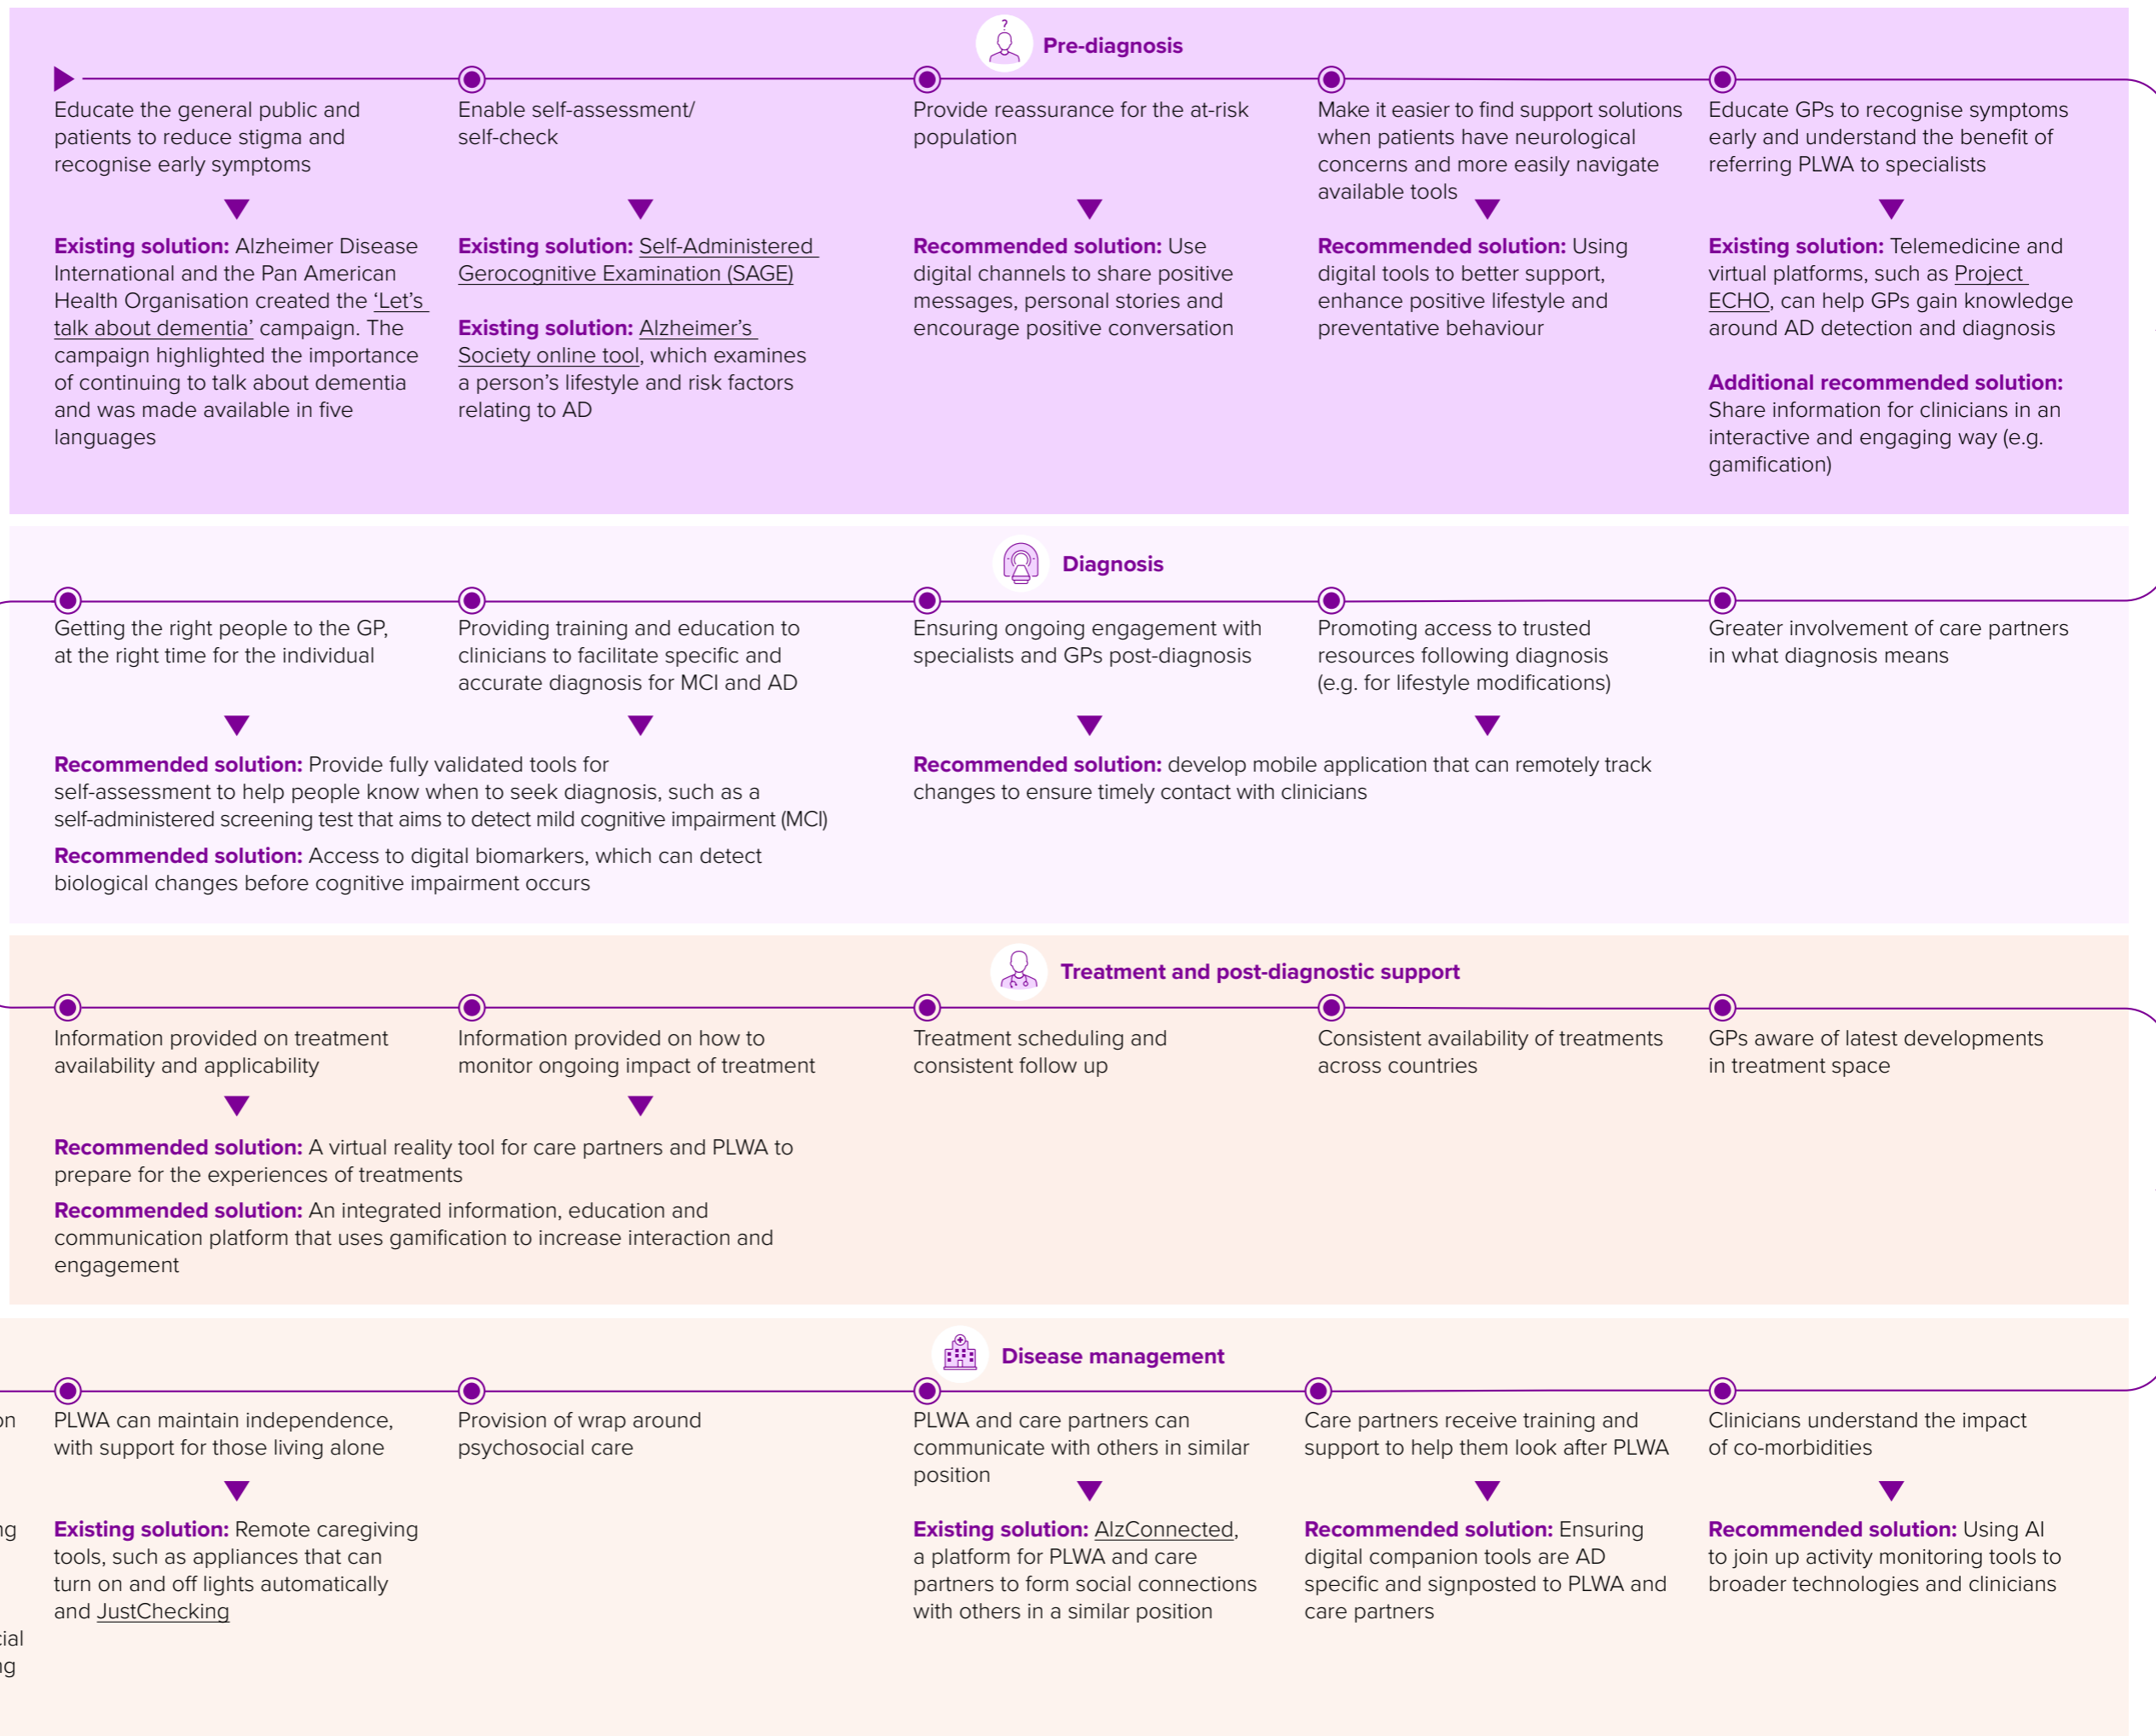 ?
Pre-diagnosis
Educate the general public and
patients to reduce stigma and
recognise early symptoms
Existing solution: Alzheimer Disease
International and the Pan American
Health Organisation created the ‘Let’s
talk about dementia’ campaign. The
campaign highlighted the importance
of continuing to talk about dementia
and was made available in five
languages
Enable self-assessment/
self-check
Existing solution: Self-Administered
Gerocognitive Examination (SAGE)
Existing solution: Alzheimer’s
Society online tool, which examines
a person’s lifestyle and risk factors
relating to AD
Provide reassurance for the at-risk
population
Recommended solution: Use
digital channels to share positive
messages, personal stories and
encourage positive conversation
Make it easier to find support solutions
when patients have neurological
concerns and more easily navigate
available tools
Recommended solution: Using
digital tools to better support,
enhance positive lifestyle and
preventative behaviour
Educate GPs to recognise symptoms
early and understand the benefit of
referring PLWA to specialists
Existing solution: Telemedicine and
virtual platforms, such as Project
ECHO, can help GPs gain knowledge
around AD detection and diagnosis
Additional recommended solution:
Share information for clinicians in an
interactive and engaging way (e.g.
gamification)
Diagnosis
Getting the right people to the GP,
at the right time for the individual
Providing training and education to
clinicians to facilitate specific and
accurate diagnosis for MCI and AD
Recommended solution: Provide fully validated tools for
self-assessment to help people know when to seek diagnosis, such as a
self-administered screening test that aims to detect mild cognitive impairment (MCI)
Recommended solution: Access to digital biomarkers, which can detect
biological changes before cognitive impairment occurs
Ensuring ongoing engagement with
specialists and GPs post-diagnosis
Promoting access to trusted
resources following diagnosis
(e.g. for lifestyle modifications)
Recommended solution: develop mobile application that can remotely track
changes to ensure timely contact with clinicians
Greater involvement of care partners
in what diagnosis means
Treatment and post-diagnostic support
Information provided on treatment
availability and applicability
Information provided on how to
monitor ongoing impact of treatment
Recommended solution: A virtual reality tool for care partners and PLWA to
prepare for the experiences of treatments
Recommended solution: An integrated information, education and
communication platform that uses gamification to increase interaction and
engagement
Treatment scheduling and
consistent follow up
Consistent availability of treatments
across countries
GPs aware of latest developments
in treatment space
Disease management
PLWA can maintain independence,
with support for those living alone
Existing solution: Remote caregiving
tools, such as appliances that can
turn on and off lights automatically
and JustChecking
Provision of wrap around
psychosocial care
PLWA and care partners can
communicate with others in similar
position
Existing solution: AlzConnected,
a platform for PLWA and care
partners to form social connections
with others in a similar position
Care partners receive training and
support to help them look after PLWA
Recommended solution: Ensuring
digital companion tools are AD
specific and signposted to PLWA and
care partners
Clinicians understand the impact
of co-morbidities
Recommended solution: Using AI
to join up activity monitoring tools to
broader technologies and clinicians